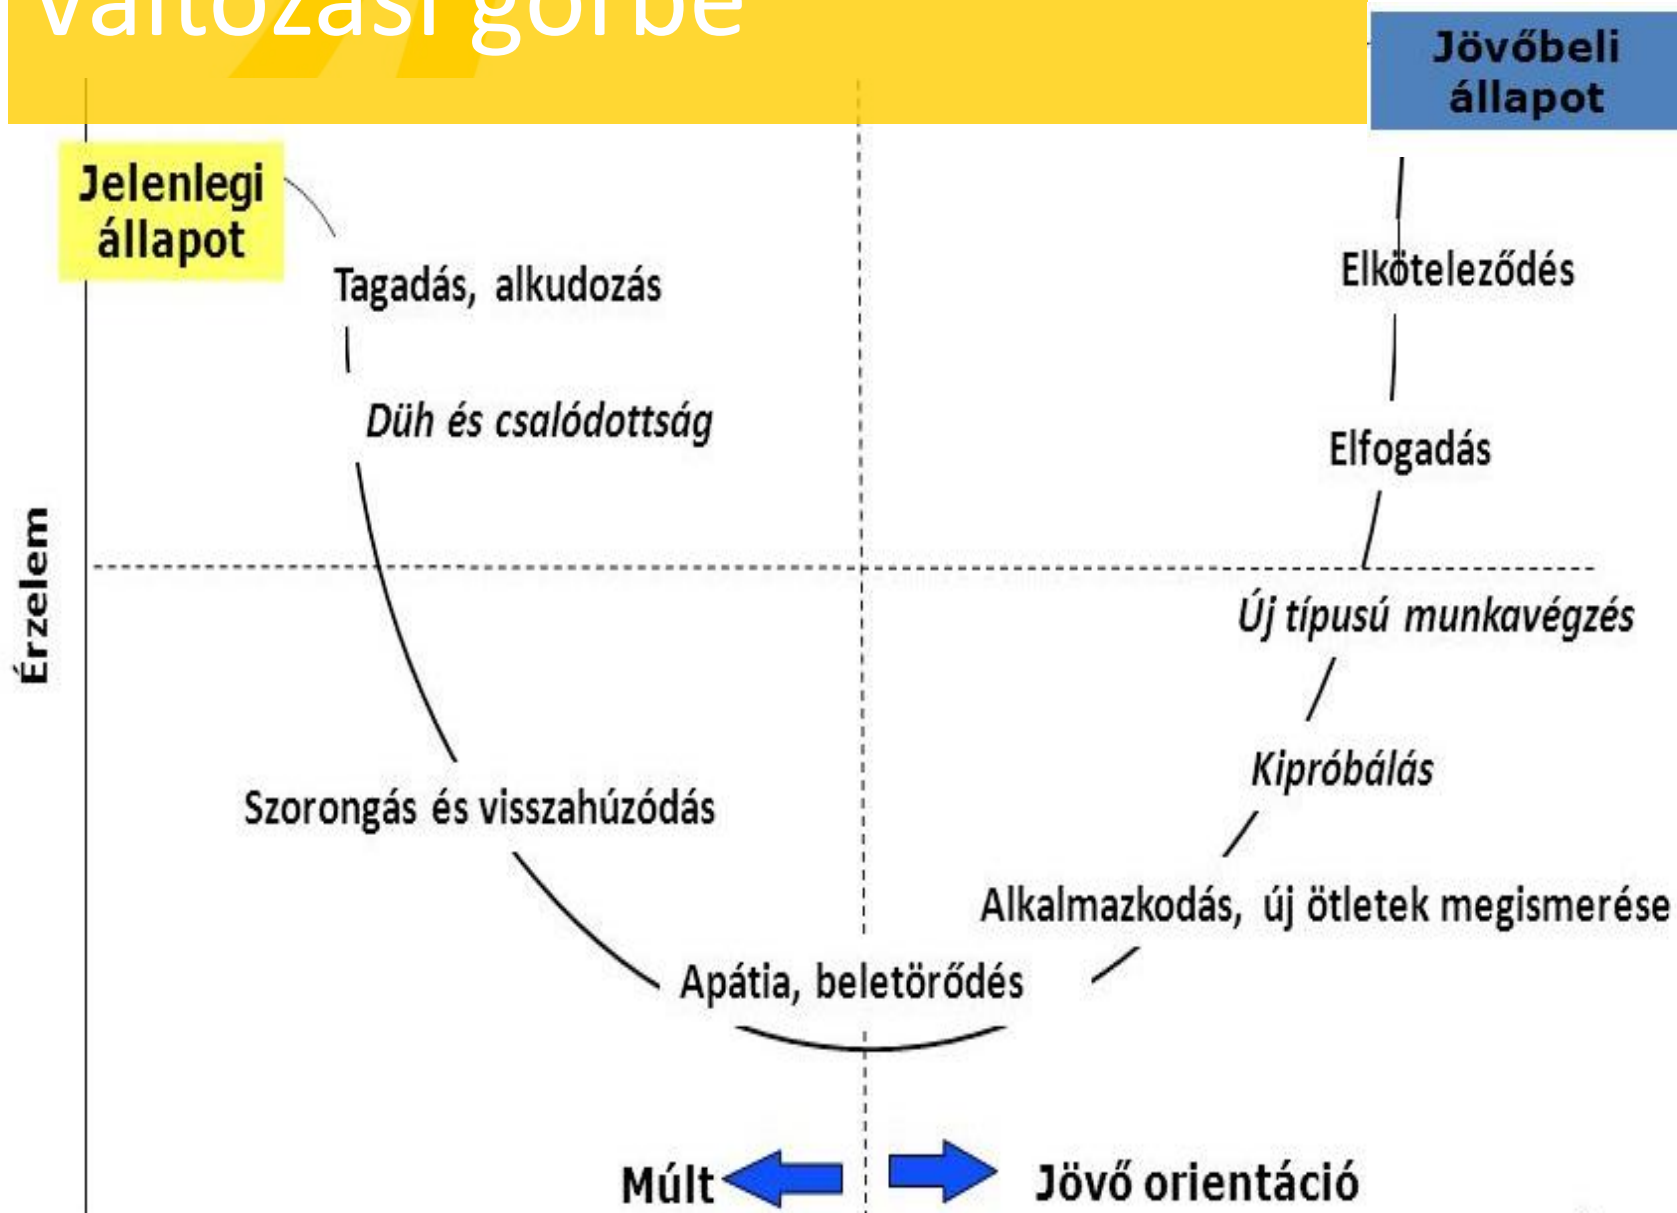 Változási görbe
Jövőbeli
állapot
Jelenlegi
állapot
Tagadás, alkudozás
Elköteleződés
Düh és csalódottság
Elfogadás
Érzelem
Új típusú munkavégzés
Kipróbálás
Szorongás és visszahúzódás
Alkalmazkodás, új ötletek megismerése
Apátia, beletörődés
Múlt
Jövő orientáció